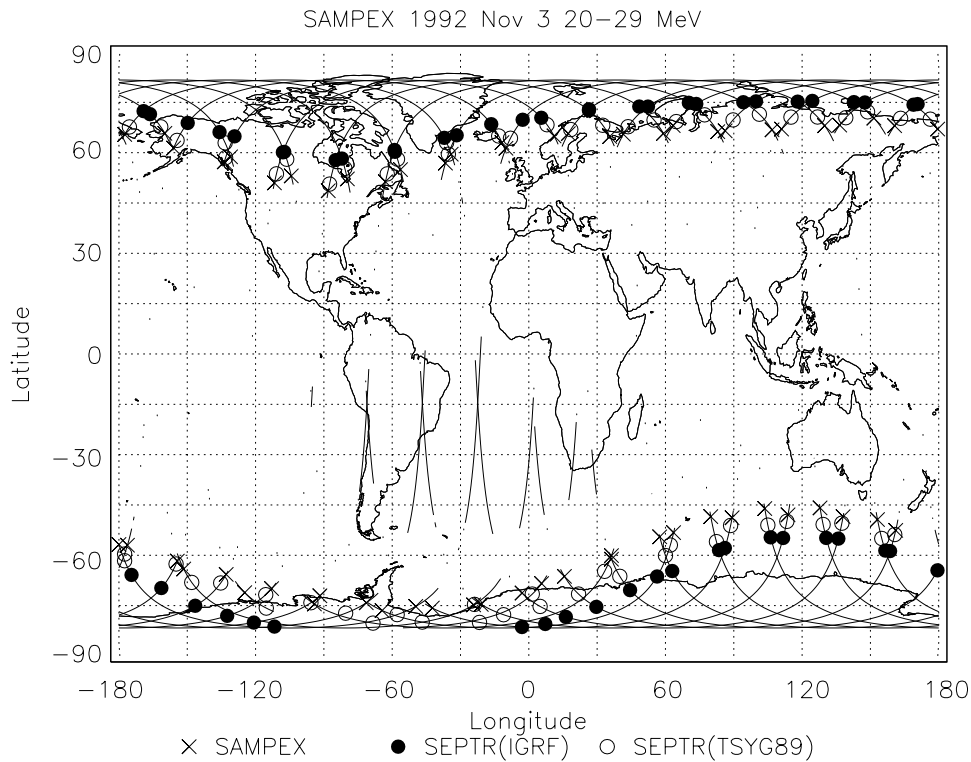 SAMPEX 1992 Nov 3 20−29 MeV
90
60
30
0
−30
−60
−90
Latitude
−180 −120 −60 0 60 120 180
Longitude
SAMPEX SEPTR(IGRF) SEPTR(TSYG89)